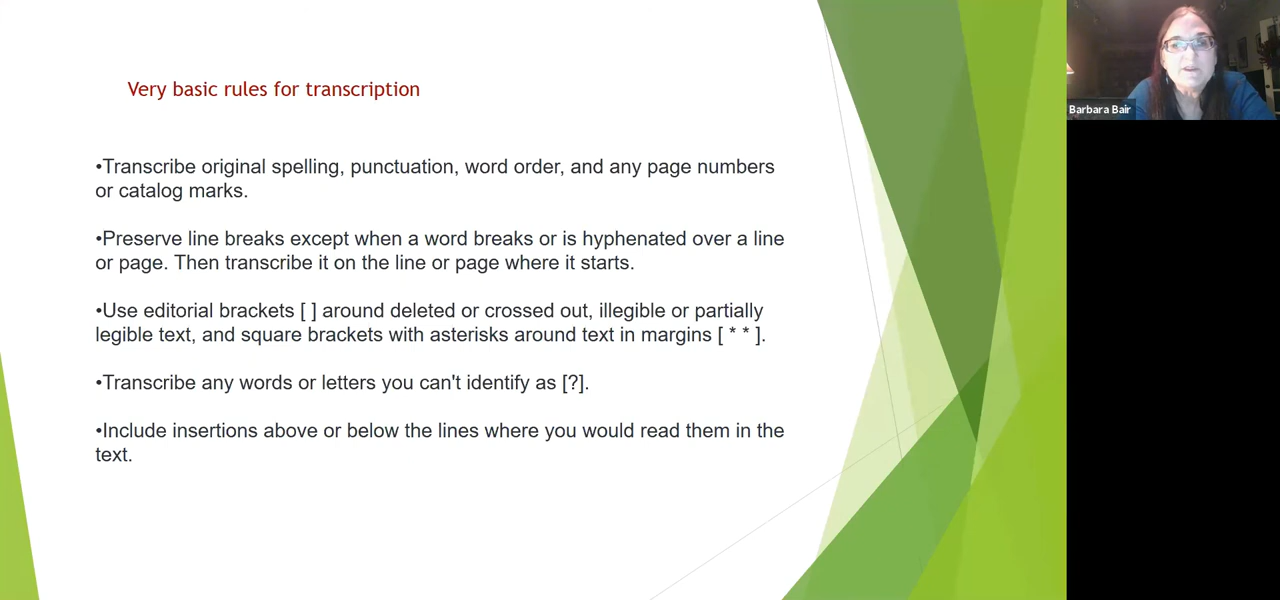 Very basic rules for transcription
•Transcribe original spelling, punctuation, word order, and any page numbers
or catalog marks.
•Preserve line breaks except when a word breaks or is hyphenated over a line
or page. Then transcribe it on the line or page where it starts.
•Use editorial brackets [ ] around deleted or crossed out, illegible or partially
legible text, and square brackets with asterisks around text in margins [ * * ].
•Transcribe any words or letters you can't identify as [?].
•Include insertions above or below the lines where you would read them in the
text.
Barbara Bair